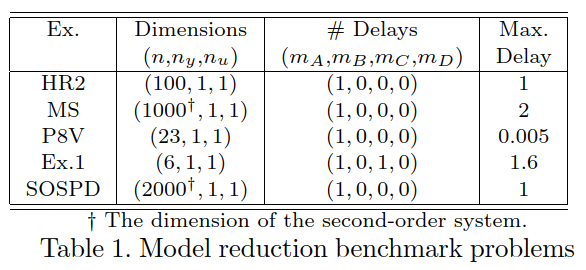 Ex. Dimensions # Delays Max.
(n,n_y,n_u) (m_A,m_B,m_C,m_D) Delay
HR2 (100, 1, 1) (1, 0, 0, 0) 1
MS (1000†, 1, 1) (1, 0, 0, 0) 2
P8V (23, 1, 1) (1, 0, 0, 0) 0.005
Ex.1 (6, 1, 1) (1, 0, 1, 0) 1.6
SOSPD (2000†, 1, 1) (1, 0, 0, 0) 1
† The dimension of the second-order system.
Table 1. Model reduction benchmark problems